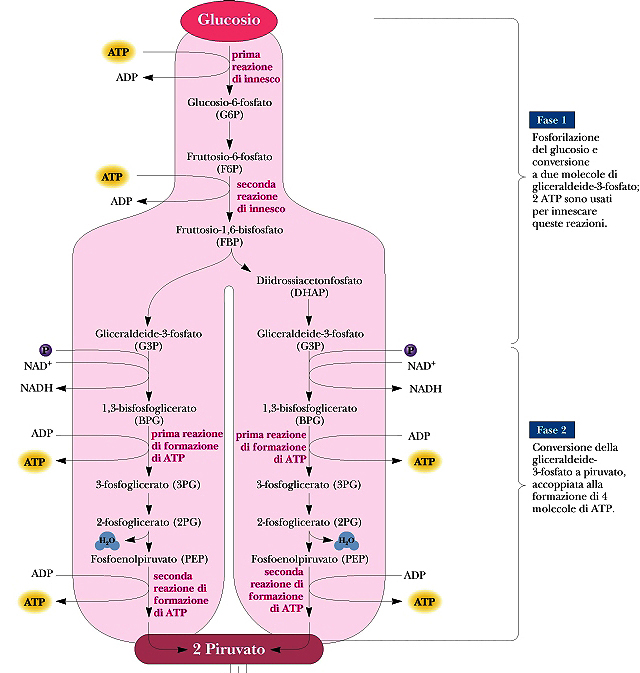 Glucosio
ATP
prima
reazione
di innesco
ADP
Glucosio-6-fosfato
(G6P)
Fase 1
Fosforilazione
del glucosio e
conversione
a due molecole di
gliceraldeide-3-fosfato;
2 ATP sono usati
per innescare
queste reazioni.
Fruttosio-6-fosfato
(F6P)
ATP
seconda
reazione
di innesco
ADP
Fruttosio-1,6-bisfosfato
(FBP)
Diidrossiacetonfosfato
(DHAP)
Gliceraldeide-3-fosfato
(G3P)
Gliceraldeide-3-fosfato
(G3P)
P
NAD+
NADH
P
NAD+
NADH
1,3-bisfosfoglicerato
(BPG)
1,3-bisfosfoglicerato
(BPG)
ADP
ATP
prima reazione
di formazione
di ATP
prima reazione
di formazione
di ATP
ADP
ATP
Fase 2
Conversione della
gliceraldeide-
3-fosfato a piruvato,
accoppiata alla
formazione di 4
molecole di ATP.
3-fosfoglicerato (3PG)
3-fosfoglicerato (3PG)
2-fosfoglicerato (2PG)
2-fosfoglicerato (2PG)
H2O
H2O
Fosfoenolpiruvato (PEP)
Fosfoenolpiruvato (PEP)
ADP
ATP
seconda
reazione di
formazione
di ATP
seconda
reazione di
formazione
di ATP
ADP
ATP
2 Piruvato